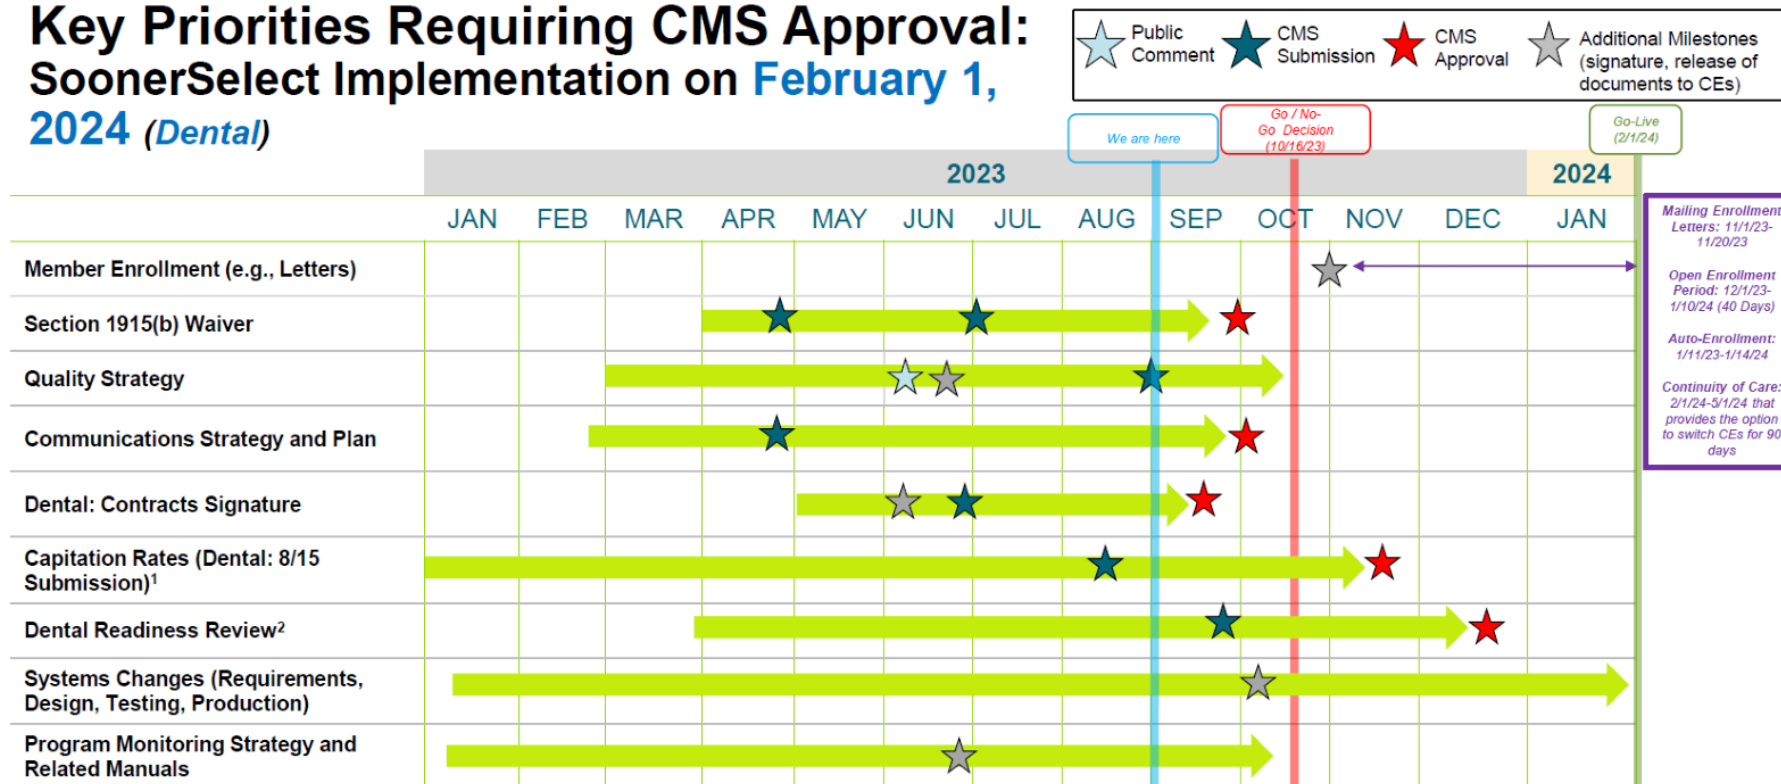 Key Priorities Requiring CMS Approval:
SoonerSelect Implementation on February 1,
2024 (Dental)
Public
Comment
CMS
Submission
CMS
Approval
Additional Milestones
(signature, release of
documents to CEs)
We are here
Go / No-
Go Decision
(10/16/23)
Go-Live
(2/1/24)
2023
2024
JAN FEB MAR APR MAY JUN JUL AUG SEP OCT NOV DEC JAN
Member Enrollment (e.g., Letters)
Section 1915(b) Waiver
Quality Strategy
Communications Strategy and Plan
Dental: Contracts Signature
Capitation Rates (Dental: 8/15
Submission)¹
Dental Readiness Review²
Systems Changes (Requirements,
Design, Testing, Production)
Program Monitoring Strategy and
Related Manuals
Mailing Enrollment
Letters: 11/1/23-
11/20/23
Open Enrollment
Period: 12/1/23-
1/10/24 (40 Days)
Auto-Enrollment:
1/11/23-1/14/24
Continuity of Care:
2/1/24-5/1/24 that
provides the option
to switch CEs for 90
days